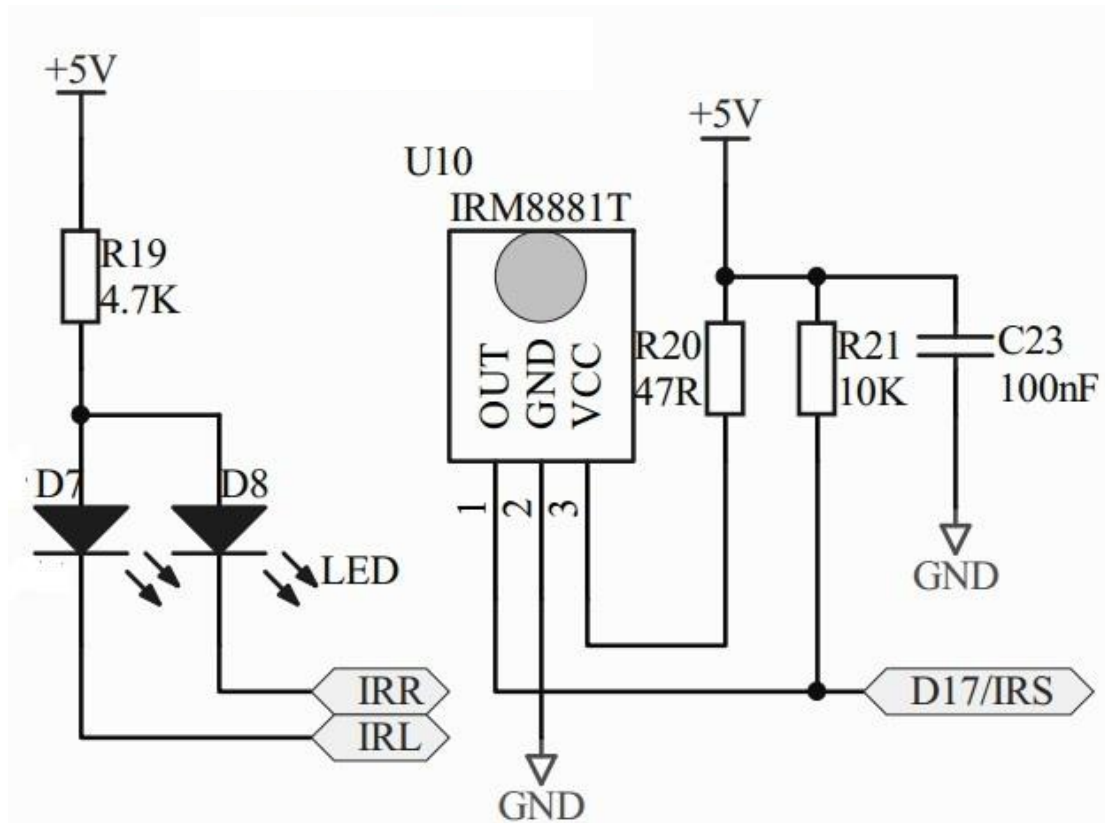 +5V
R19
4.7K
D7
D8
LED
IRR
IRL
U10
IRM8881T
OUT
GND
VCC
1
2
3
GND
+5V
R20
47R
R21
10K
C23
100nF
GND
D17/IRS